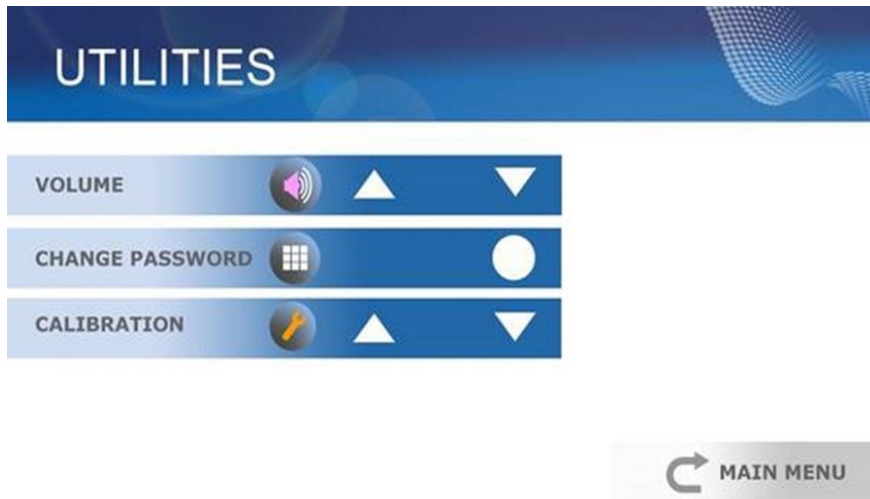 UTILITIES
VOLUME
CHANGE PASSWORD
CALIBRATION
MAIN MENU